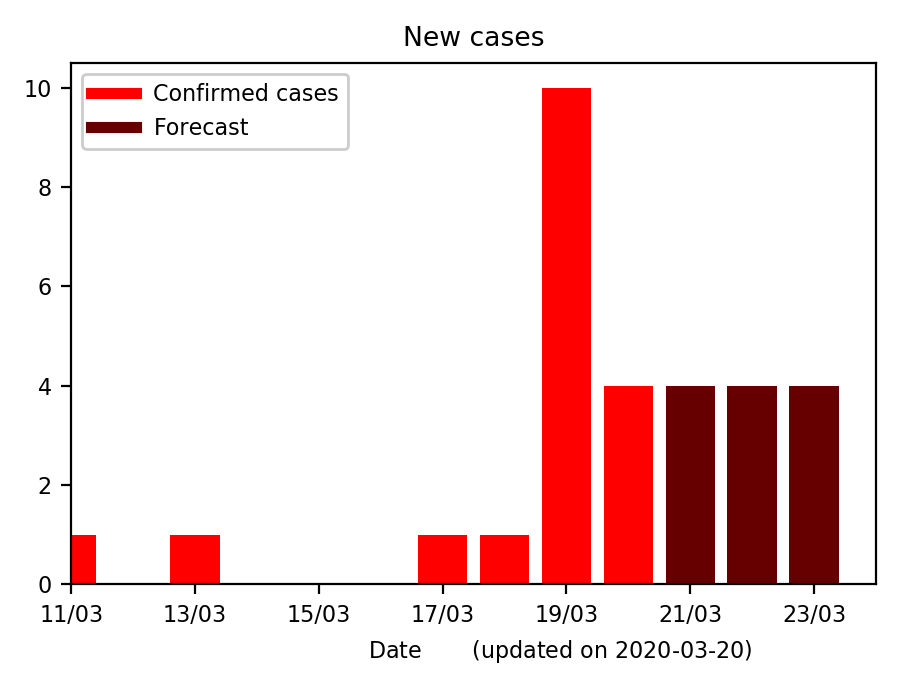 New cases
Confirmed cases
Forecast
10
8
6
4
2
0
11/03 13/03 15/03 17/03 19/03 21/03 23/03
Date (updated on 2020-03-20)